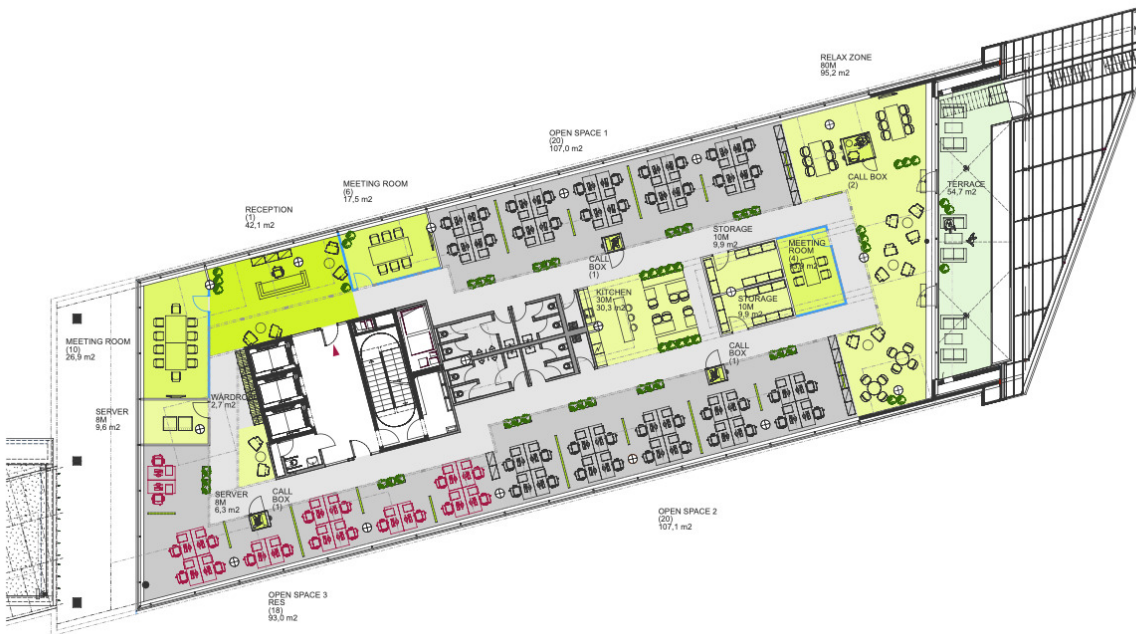 RELAX ZONE
80M
95,2 m2
OPEN SPACE 1
(20)
107,0 m2
MEETING ROOM
(6)
17,5 m2
RECEPTION
(1)
42,1 m2
CALL BOX
(2)
TERRACE
54,7 m2
STORAGE
10M
9,9 m2
MEETING
ROOM
(4)
CALL
BOX
(1)
KITCHEN
30M
30,3 m2
STORAGE
10M
9,9 m2
MEETING ROOM
(10)
26,9 m2
CALL
BOX
(1)
WARDRO
2,7 m2
SERVER
8M
9,6 m2
SERVER
8M
6,3 m2
CALL
BOX
(1)
OPEN SPACE 2
(20)
107,1 m2
OPEN SPACE 3
RES
(18)
93,0 m2